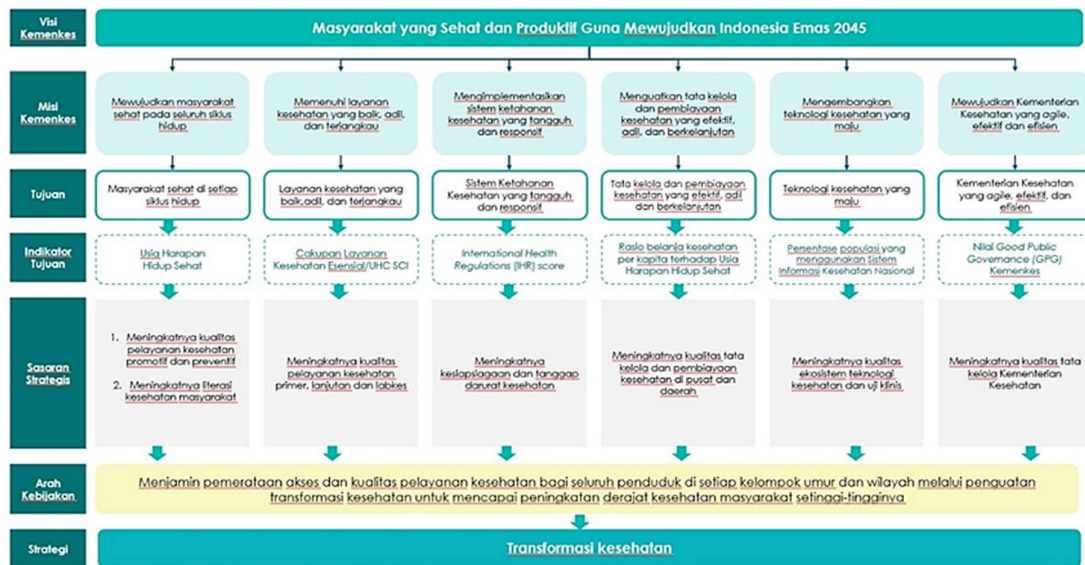 Visi
Kemenkes
Masyarakat yang Sehat dan Produktif Guna Mewujudkan Indonesia Emas 2045
Misi
Kemenkes
Mewujudkan masyarakat
sehat pada seluruh siklus
hidup
Memenuhi layanan
kesehatan yang baik, adil,
dan terjangkau
Mengimplementasikan
sistem ketahanan
kesehatan yang tangguh
dan responsif
Menguatkan tata kelola
dan pembiayaan
kesehatan yang efektif,
adil, dan berkelanjutan
Mengembangkan
teknologi kesehatan yang
maju
Mewujudkan Kementerian
Kesehatan yang agile,
efektif dan efisien
Tujuan
Masyarakat sehat di setiap
siklus hidup
Layanan kesehatan yang
baik,adil, dan terjangkau
Sistem Ketahanan
Kesehatan yang tangguh
dan responsif
Tata kelola dan pembiayaan
kesehatan yang efektif, adil
dan berkelanjutan
Teknologi kesehatan yang
maju
Kementerian Kesehatan
yang agile, efektif, dan
efisien
Indikator
Tujuan
Usia Harapan
Hidup Sehat
Cakupan Layanan
Kesehatan Esensial/UHC SCI
International Health
Regulations (IHR) score
Rasio belanja kesehatan
per kapita terhadap Usia
Harapan Hidup Sehat
Persentase populasi yang
menggunakan Sistem
Informasi Kesehatan Nasional
Nilai Good Public
Governance (GPG)
Kemenkes
Sasaran
Strategis
1. Meningkatnya kualitas
pelayanan kesehatan
promotif dan preventif
2. Meningkatnya literasi
kesehatan masyarakat
Meningkatnya kualitas
pelayanan kesehatan
primer, lanjutan dan labkes
Meningkatnya
kesiapsiagaan dan tanggap
darurat kesehatan
Meningkatnya kualitas tata
kelola dan pembiayaan
kesehatan di pusat dan
daerah
Meningkatnya kualitas
ekosistem teknologi
kesehatan dan uji klinis
Meningkatnya kualitas tata
kelola Kementerian
Kesehatan
Arah
Kebijakan
Menjamin pemerataan akses dan kualitas pelayanan kesehatan bagi seluruh penduduk di setiap kelompok umur dan wilayah melalui penguatan
transformasi kesehatan untuk mencapai peningkatan derajat kesehatan masyarakat setinggi-tingginya
Strategi
Transformasi kesehatan